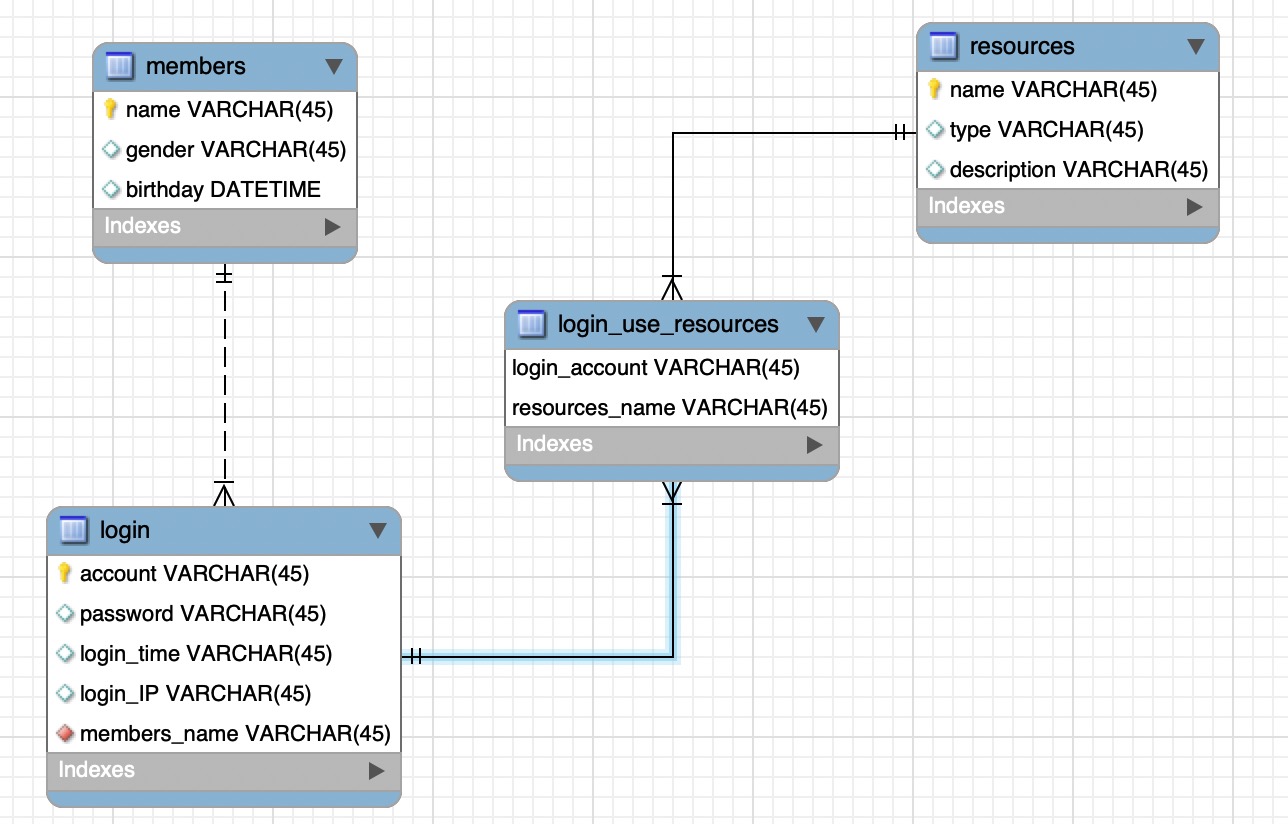 members
name VARCHAR(45)
gender VARCHAR(45)
birthday DATETIME
Indexes
resources
name VARCHAR(45)
type VARCHAR(45)
description VARCHAR(45)
Indexes
login_use_resources
login_account VARCHAR(45)
resources_name VARCHAR(45)
Indexes
login
account VARCHAR(45)
password VARCHAR(45)
login_time VARCHAR(45)
login_IP VARCHAR(45)
members_name VARCHAR(45)
Indexes